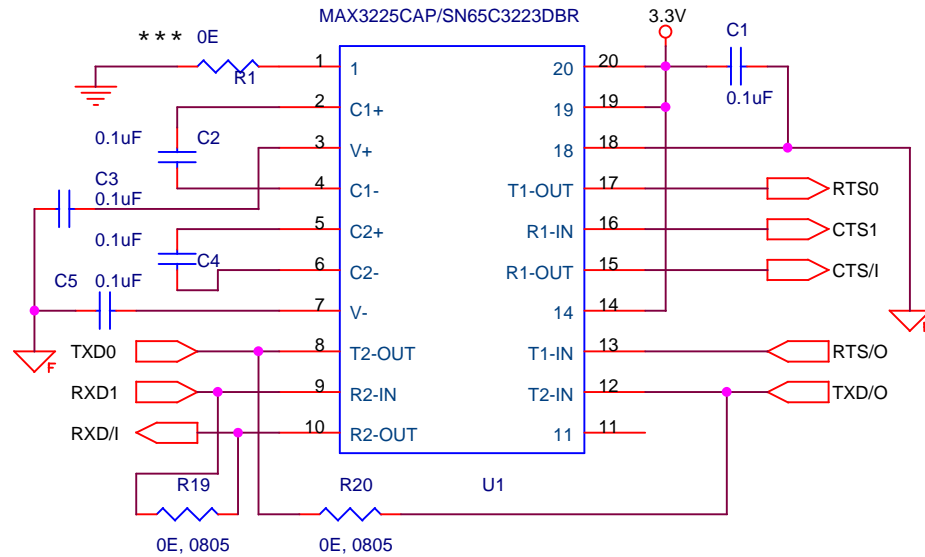 MAX3225CAP/SN65C3223DBR
3.3V
*** 0E
R1
C1
0.1uF
1 1 20 20
2 C1+ 19 19
0.1uF C2
3 V+ 18 18
C3
0.1uF
4 C1- T1-OUT 17 RTS0
5 C2+ R1-IN 16 CTS1
0.1uF
C4
6 C2- R1-OUT 15 CTS/I
C5 0.1uF
7 V- 14 14
F
F
TXD0 8 T2-OUT T1-IN 13 RTS/O
RXD1 9 R2-IN T2-IN 12 TXD/O
RXD/I 10 R2-OUT 11 11
R19 R20 U1
0E, 0805 0E, 0805